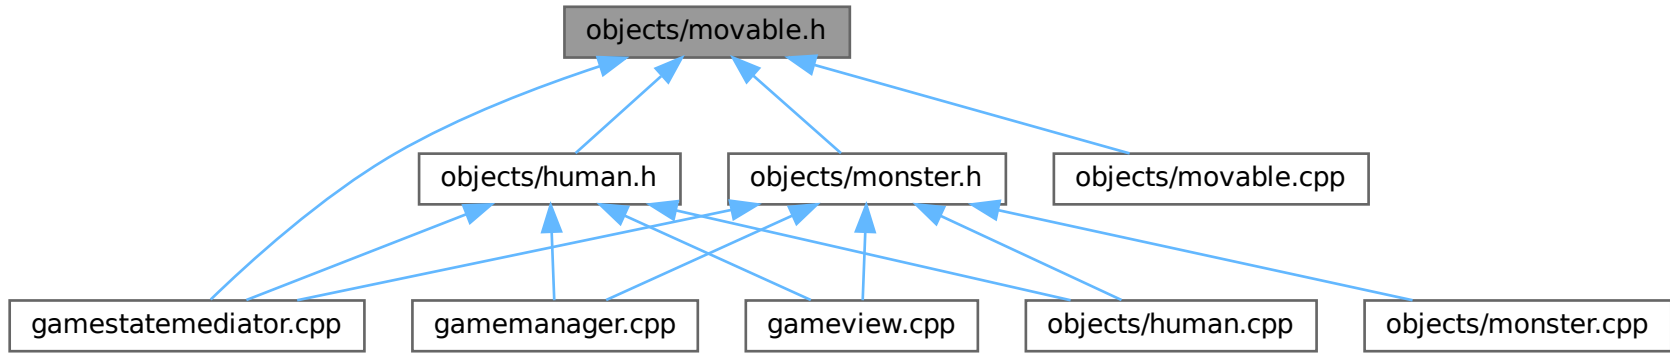 objects/movable.h
objects/human.h
objects/monster.h
objects/movable.cpp
gamestatemediator.cpp
gamemanager.cpp
gameview.cpp
objects/human.cpp
objects/monster.cpp